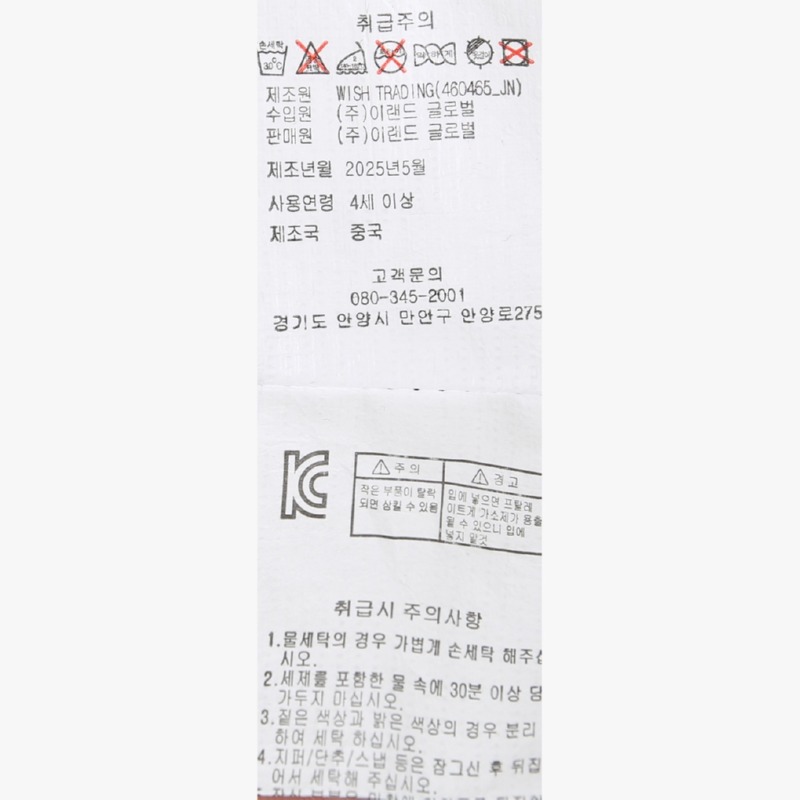 취급주의
손세탁
30℃
제조원 WISH TRADING(460465_JN)
수입원 (주)이랜드 글로벌
판매원 (주)이랜드 글로벌
제조년월 2025년5월
사용연령 4세 이상
제조국 중국
고객문의
080-345-2001
경기도 안양시 만안구 안양로275
KC
주의
작은 부품이 탈락
되면 삼킬 수 있음
경고
입에 넣으면 프탈레
이트계 가소제가 용출
될 수 있으니 입에
넣지 말것
취급시 주의사항
1.물세탁의 경우 가볍게 손세탁 해주십
시오.
2.세제를 포함한 물 속에 30분 이상 담
가두지 마십시오.
3.짙은 색상과 밝은 색상의 경우 분리
하여 세탁 하십시오.
4.지퍼/단추/스냅 등은 잠그신 후 뒤집
어서 세탁해 주십시오.